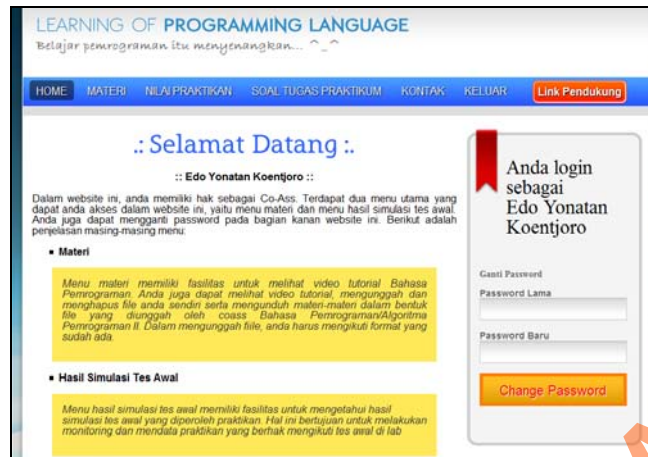 LEARNING OF PROGRAMMING LANGUAGE
Belajar pemrograman itu menyenangkan... ^_^
HOME MATERI NILAI PRAKTIKAN SOAL TUGAS PRAKTIKUM KONTAK KELUAR Link Pendukung
.: Selamat Datang :.
:: Edo Yonatan Koentjoro ::
Dalam website ini, anda memiliki hak sebagai Co-Ass. Terdapat dua menu utama yang
dapat anda akses dalam website ini, yaitu menu materi dan menu hasil simulasi tes awal.
Anda juga dapat mengganti password pada bagian kanan website ini. Berikut adalah
penjelasan masing-masing menu:
▪ Materi
Menu materi memiliki fasilitas untuk melihat video tutorial Bahasa
Pemrograman. Anda juga dapat melihat video tutorial, mengunggah dan
menghapus file anda sendiri serta mengunduh materi-materi dalam bentuk
file yang diunggah oleh coass Bahasa Pemrograman/Algoritma
Pemrograman II. Dalam mengunggah fiile, anda harus mengikuti format yang
sudah ada.
▪ Hasil Simulasi Tes Awal
Menu hasil simulasi tes awal memiliki fasilitas untuk mengetahui hasil
simulasi tes awal yang diperoleh praktikan. Hal ini bertujuan untuk melakukan
monitoring dan mendata praktikan yang berhak mengikuti tes awal di lab
Anda login
sebagai
Edo Yonatan
Koentjoro
Ganti Password
Password Lama
Password Baru
Change Password